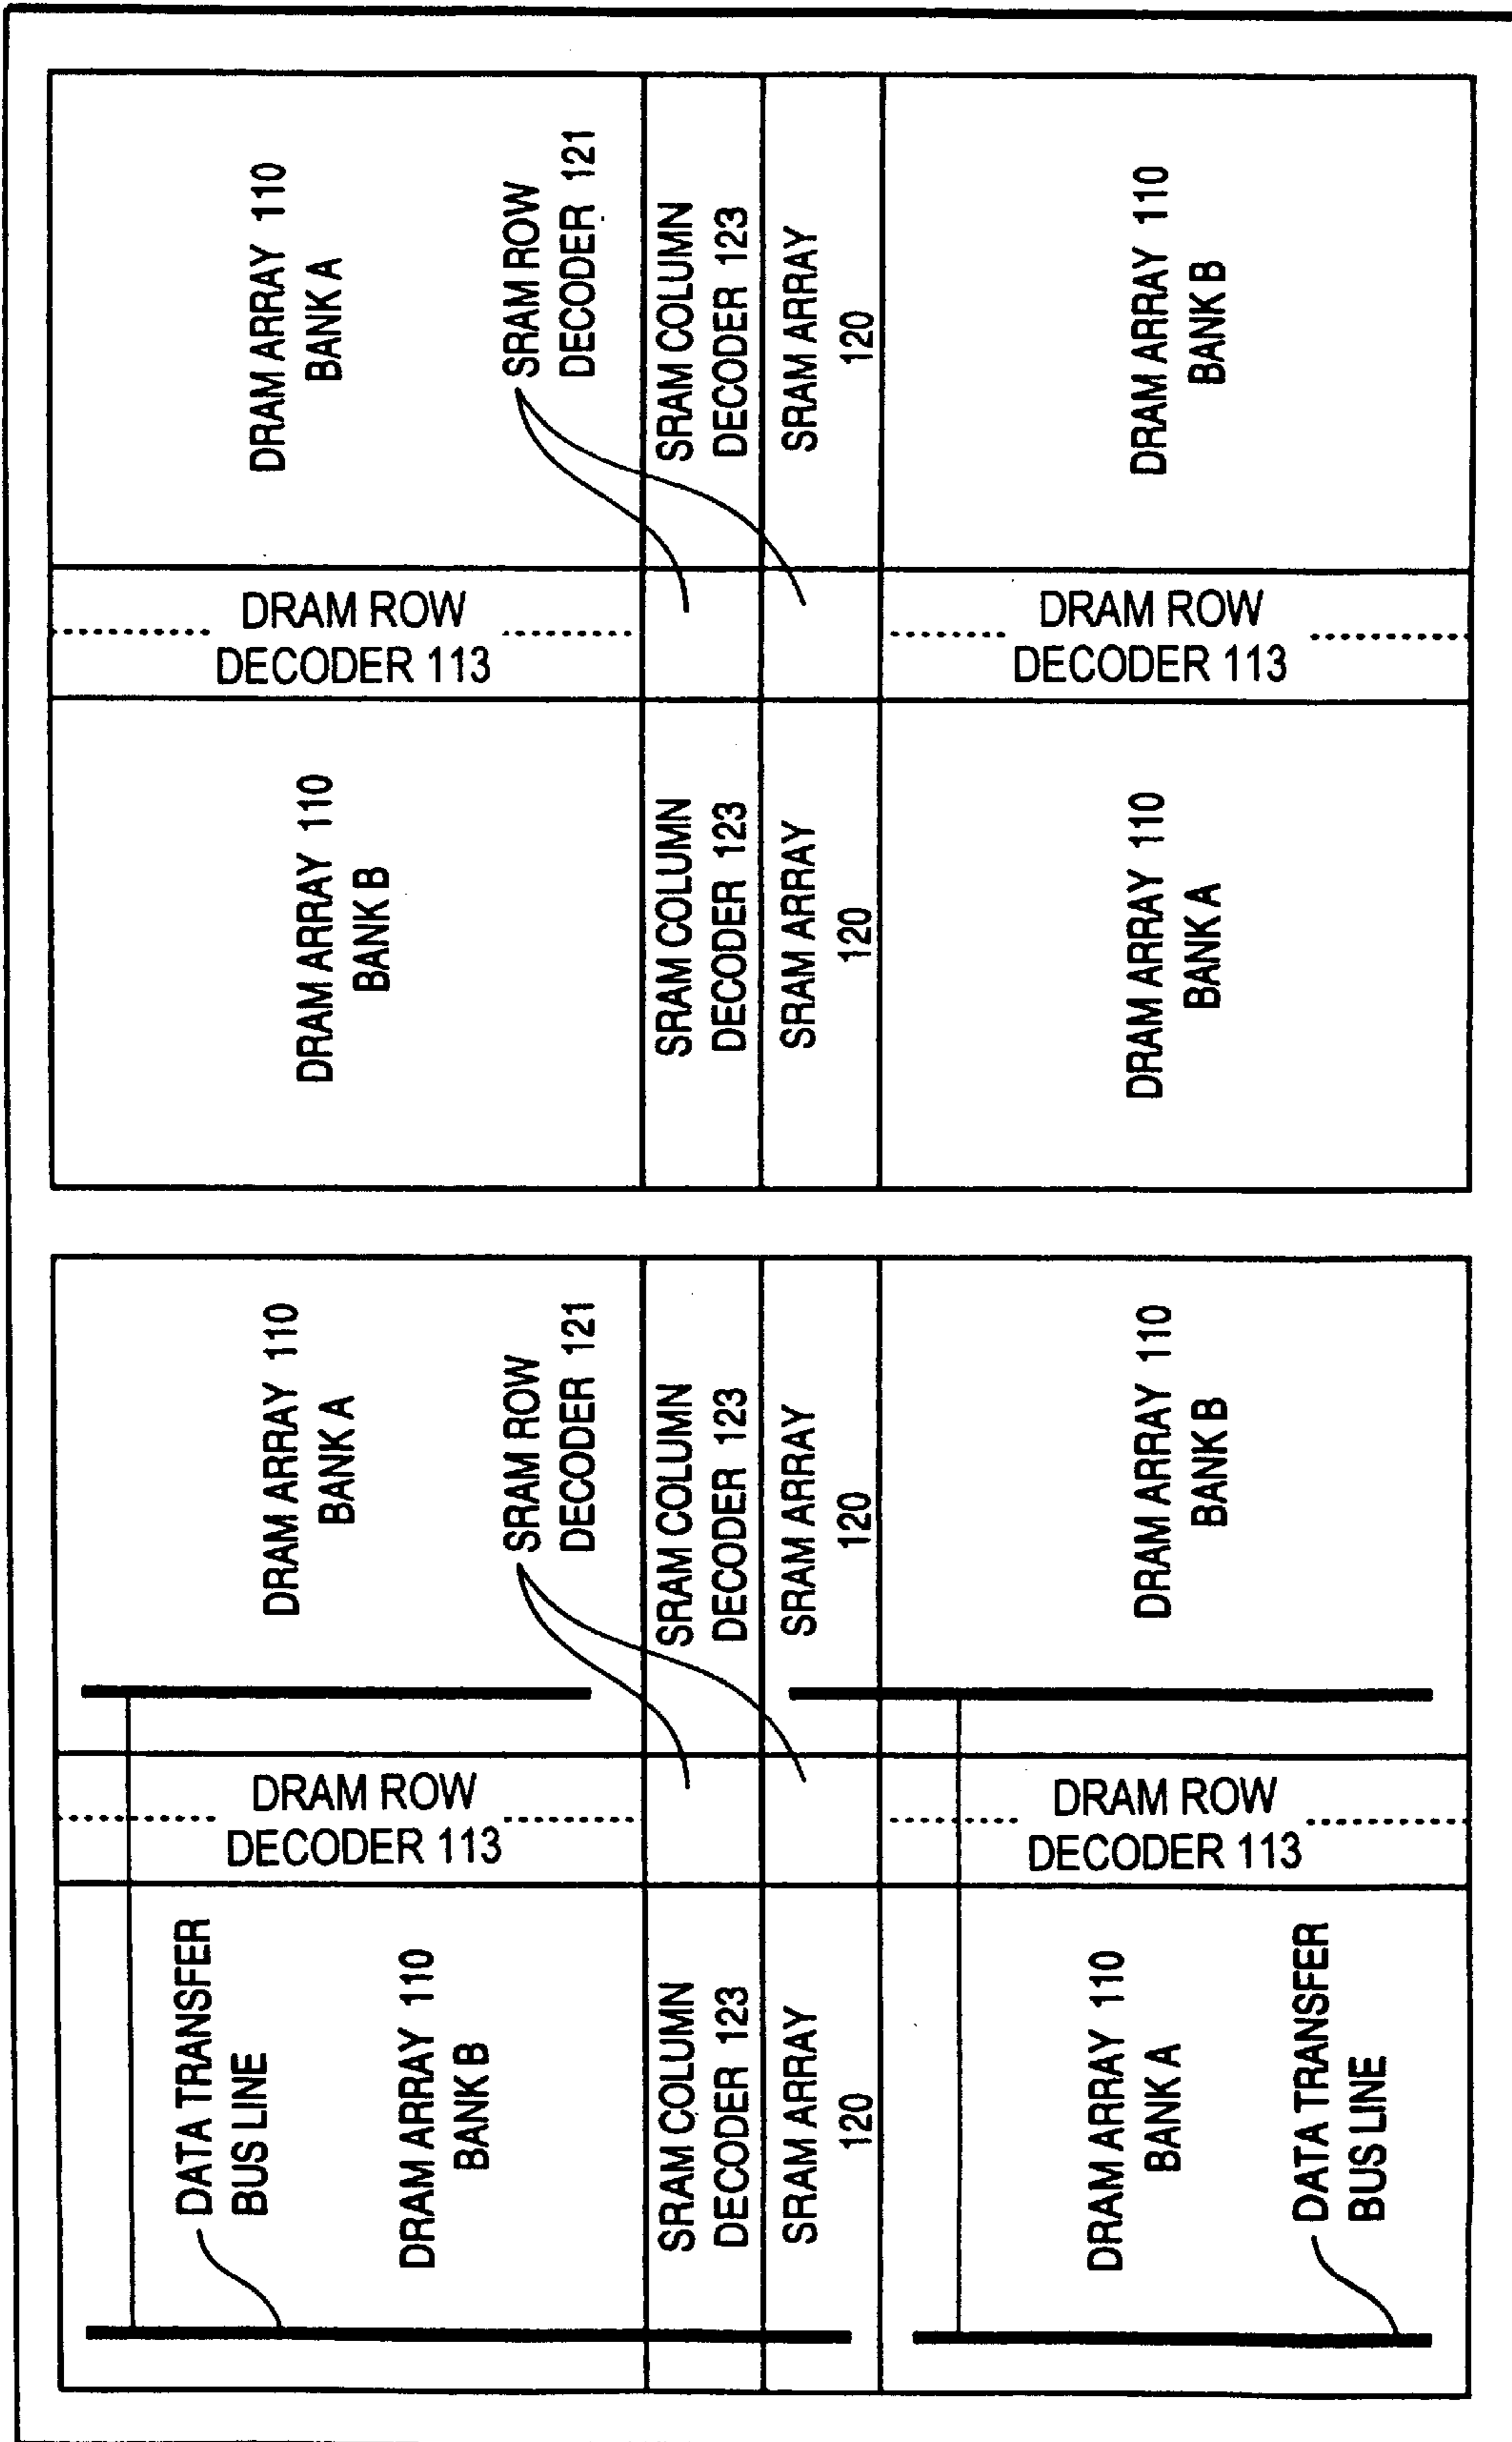 DRAM ARRAY 110
BANK A
SRAM ROW
DECODER 121
SRAM COLUMN
DECODER 123
SRAM ARRAY
120
DRAM ARRAY 110
BANK B
DRAM ROW
DECODER 113
DRAM ROW
DECODER 113
DRAM ARRAY 110
BANK B
SRAM COLUMN
DECODER 123
SRAM ARRAY
120
DRAM ARRAY 110
BANK A
DRAM ARRAY 110
BANK A
SRAM ROW
DECODER 121
SRAM COLUMN
DECODER 123
SRAM ARRAY
120
DRAM ARRAY 110
BANK B
DRAM ROW
DECODER 113
DRAM ROW
DECODER 113
DATA TRANSFER
BUS LINE
DRAM ARRAY 110
BANK B
SRAM COLUMN
DECODER 123
SRAM ARRAY
120
DRAM ARRAY 110
BANK A
DATA TRANSFER
BUS LINE